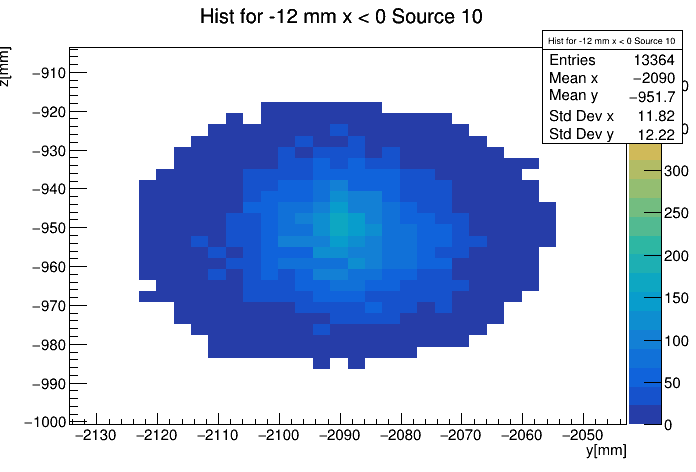 Hist for -12 mm x < 0 Source 10
z[mm]
Hist for -12 mm x < 0 Source 10
Entries 13364
Mean x −2090
Mean y −951.7
Std Dev x 11.82
Std Dev y 12.22
−910
−920
−930
−940
−950
−960
−970
−980
−990
−1000
300
250
200
150
100
50
0
−2130 −2120 −2110 −2100 −2090 −2080 −2070 −2060 −2050
y[mm]